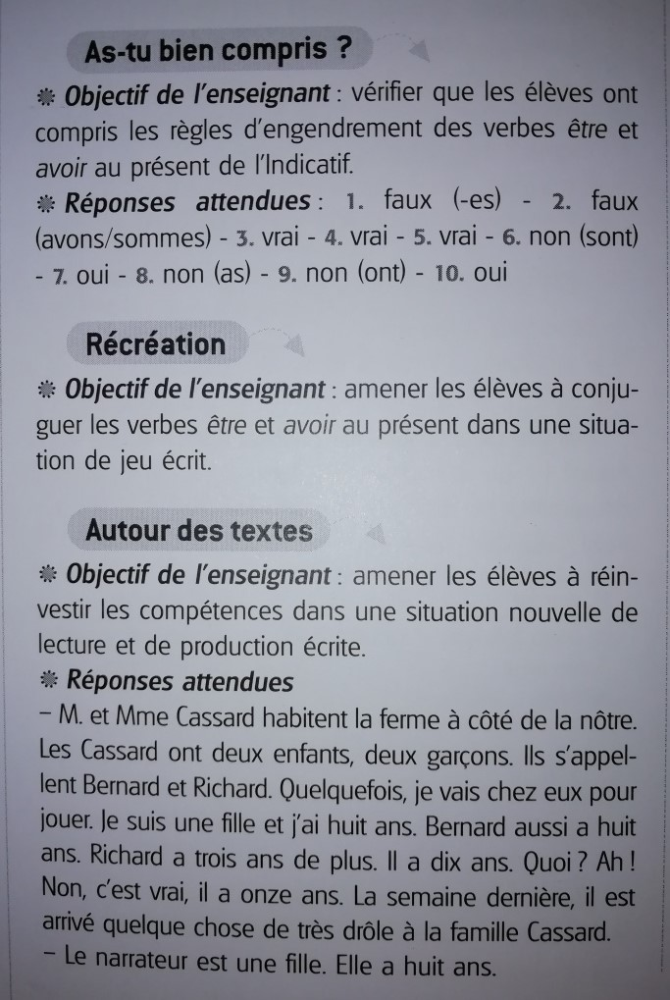 As-tu bien compris ?
* Objectif de l'enseignant : vérifier que les élèves ont
compris les règles d'engendrement des verbes être et
avoir au présent de l'Indicatif.
* Réponses attendues : 1. faux (-es) - 2. faux
(avons/sommes) - 3. vrai - 4. vrai - 5. vrai - 6. non (sont)
- 7. oui - 8. non (as) - 9. non (ont) - 10. oui
Récréation
* Objectif de l'enseignant : amener les élèves à conju-
guer les verbes être et avoir au présent dans une situa-
tion de jeu écrit.
Autour des textes
* Objectif de l'enseignant : amener les élèves à réin-
vestir les compétences dans une situation nouvelle de
lecture et de production écrite.
* Réponses attendues
– M. et Mme Cassard habitent la ferme à côté de la nôtre.
Les Cassard ont deux enfants, deux garçons. Ils s'appel-
lent Bernard et Richard. Quelquefois, je vais chez eux pour
jouer. Je suis une fille et j'ai huit ans. Bernard aussi a huit
ans. Richard a trois ans de plus. Il a dix ans. Quoi ? Ah !
Non, c'est vrai, il a onze ans. La semaine dernière, il est
arrivé quelque chose de très drôle à la famille Cassard.
– Le narrateur est une fille. Elle a huit ans.